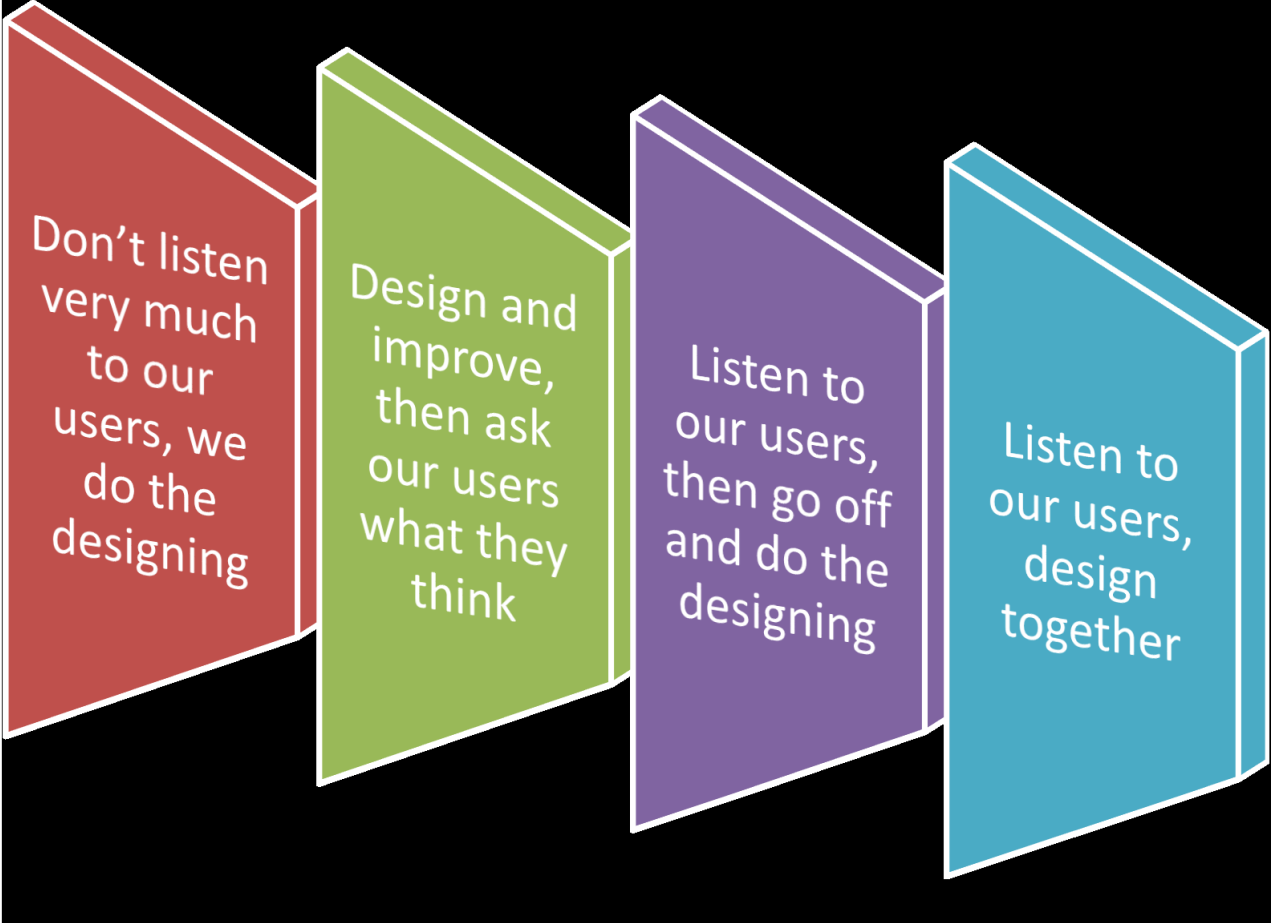 Don’t listen
very much
to our
users, we
do the
designing
Design and
improve,
then ask
our users
what they
think
Listen to
our users,
then go off
and do the
designing
Listen to
our users,
design
together